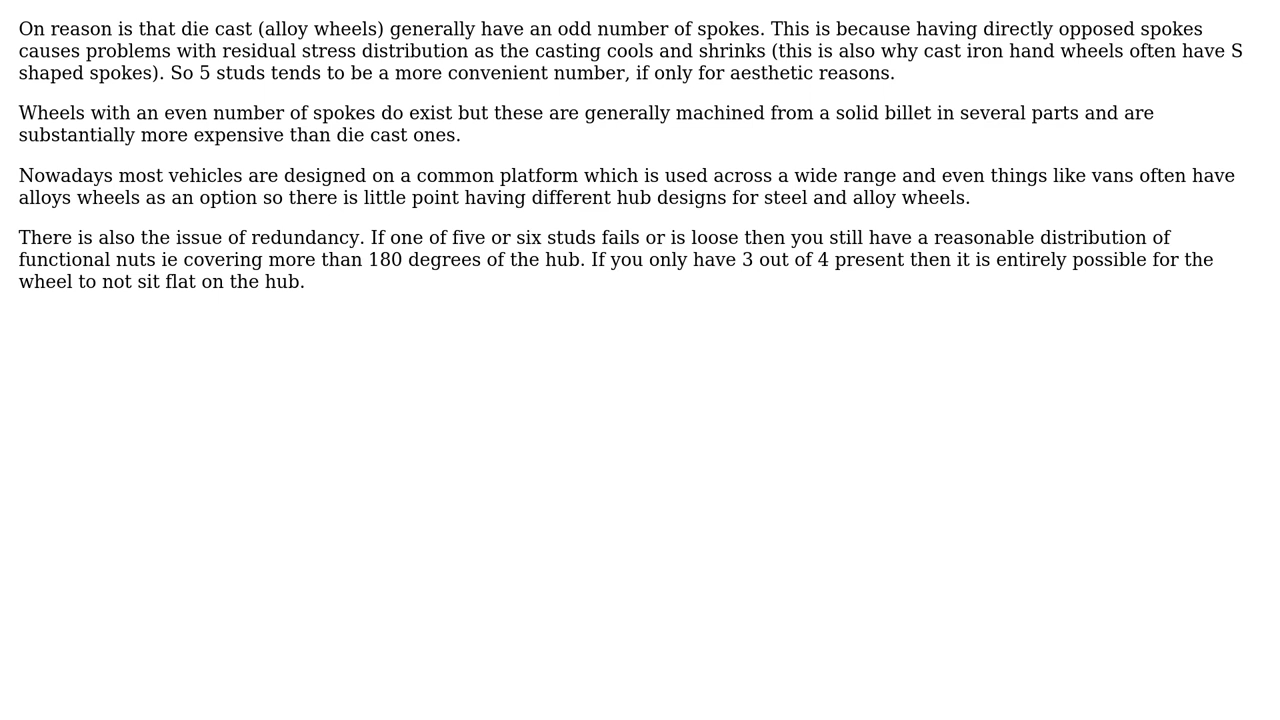 On reason is that die cast (alloy wheels) generally have an odd number of spokes. This is because having directly opposed spokes
causes problems with residual stress distribution as the casting cools and shrinks (this is also why cast iron hand wheels often have S
shaped spokes). So 5 studs tends to be a more convenient number, if only for aesthetic reasons.
Wheels with an even number of spokes do exist but these are generally machined from a solid billet in several parts and are
substantially more expensive than die cast ones.
Nowadays most vehicles are designed on a common platform which is used across a wide range and even things like vans often have
alloys wheels as an option so there is little point having different hub designs for steel and alloy wheels.
There is also the issue of redundancy. If one of five or six studs fails or is loose then you still have a reasonable distribution of
functional nuts ie covering more than 180 degrees of the hub. If you only have 3 out of 4 present then it is entirely possible for the
wheel to not sit flat on the hub.